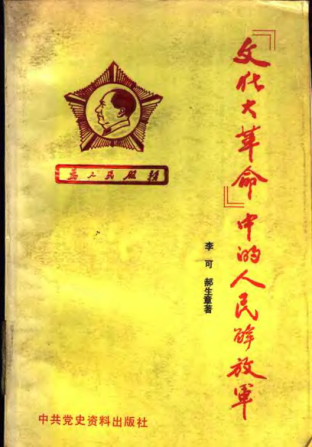 『文化大革命』中的人民解放军
李可 郝生章著
为人民服务
中共党史资料出版社